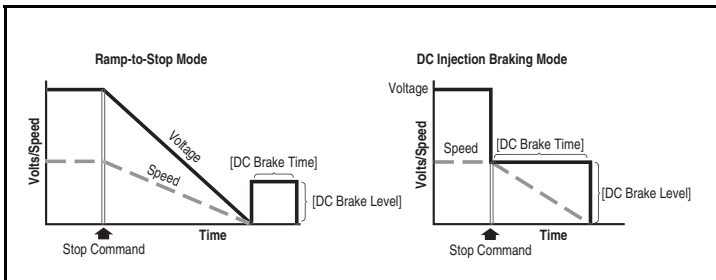 Ramp-to-Stop Mode
Volts/Speed
Voltage
Speed
[DC Brake Time]
[DC Brake Level]
Stop Command
Time
DC Injection Braking Mode
Voltage
Volts/Speed
Speed
[DC Brake Time]
[DC Brake Level]
Stop Command
Time